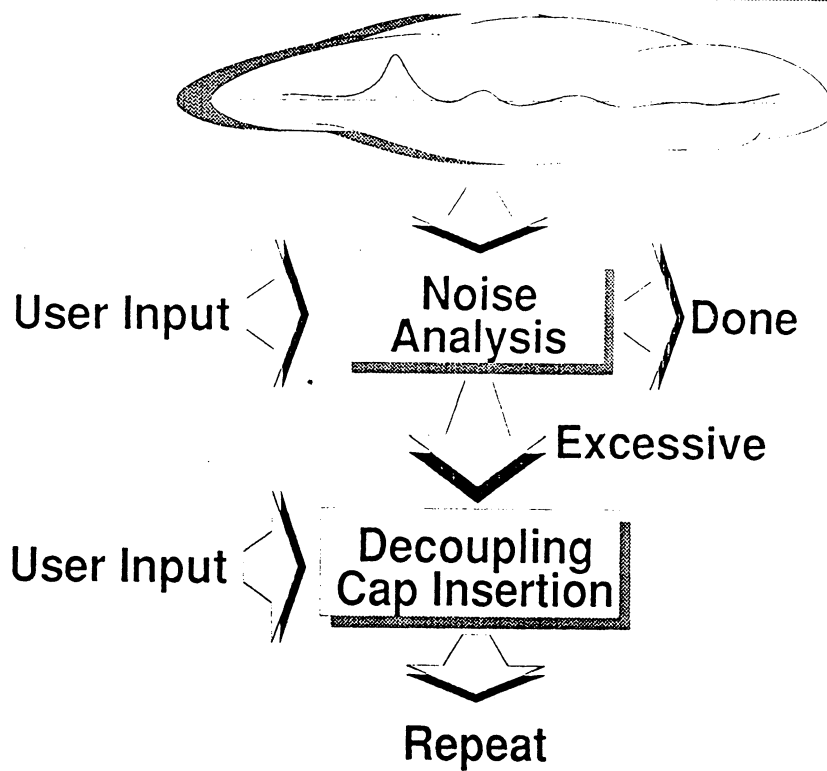 User Input
Noise
Analysis
Done
Excessive
User Input
Decoupling
Cap Insertion
Repeat